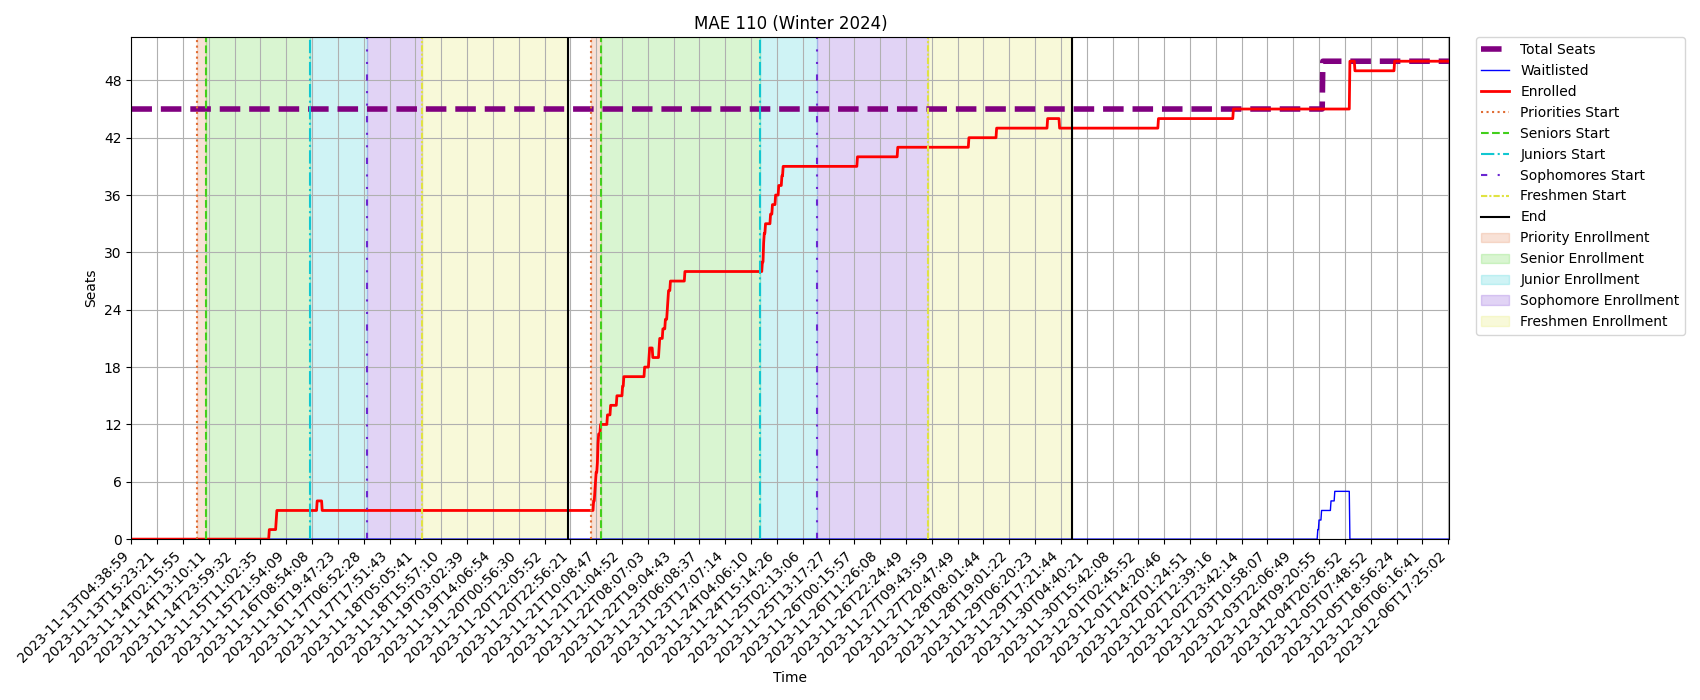 MAE 110 (Winter 2024)
Seats
48
42
36
30
24
18
12
6
0
2023-11-13T04:38:59
2023-11-13T15:23:21
2023-11-14T02:15:55
2023-11-14T13:10:11
2023-11-14T23:59:32
2023-11-15T11:02:35
2023-11-15T21:54:09
2023-11-16T08:54:08
2023-11-16T19:47:23
2023-11-17T06:52:28
2023-11-17T17:51:43
2023-11-18T05:05:41
2023-11-18T15:57:10
2023-11-19T03:02:39
2023-11-19T14:06:54
2023-11-20T00:56:30
2023-11-20T12:05:52
2023-11-20T22:56:21
2023-11-21T10:08:47
2023-11-21T21:04:52
2023-11-22T08:07:03
2023-11-22T19:04:43
2023-11-23T06:08:37
2023-11-23T17:07:14
2023-11-24T04:06:10
2023-11-24T15:14:26
2023-11-25T02:13:06
2023-11-25T13:17:27
2023-11-26T00:15:57
2023-11-26T11:26:08
2023-11-26T22:24:49
2023-11-27T09:43:59
2023-11-27T20:47:49
2023-11-28T08:01:44
2023-11-28T19:01:22
2023-11-29T06:20:23
2023-11-29T17:21:44
2023-11-30T04:40:21
2023-11-30T15:42:08
2023-12-01T02:45:52
2023-12-01T14:20:46
2023-12-02T01:24:51
2023-12-02T12:39:16
2023-12-02T23:42:14
2023-12-03T10:58:07
2023-12-03T22:06:49
2023-12-04T09:20:55
2023-12-04T20:26:52
2023-12-05T07:48:52
2023-12-05T18:56:24
2023-12-06T06:16:41
2023-12-06T17:25:02
Time
Total Seats
Waitlisted
Enrolled
Priorities Start
Seniors Start
Juniors Start
Sophomores Start
Freshmen Start
End
Priority Enrollment
Senior Enrollment
Junior Enrollment
Sophomore Enrollment
Freshmen Enrollment